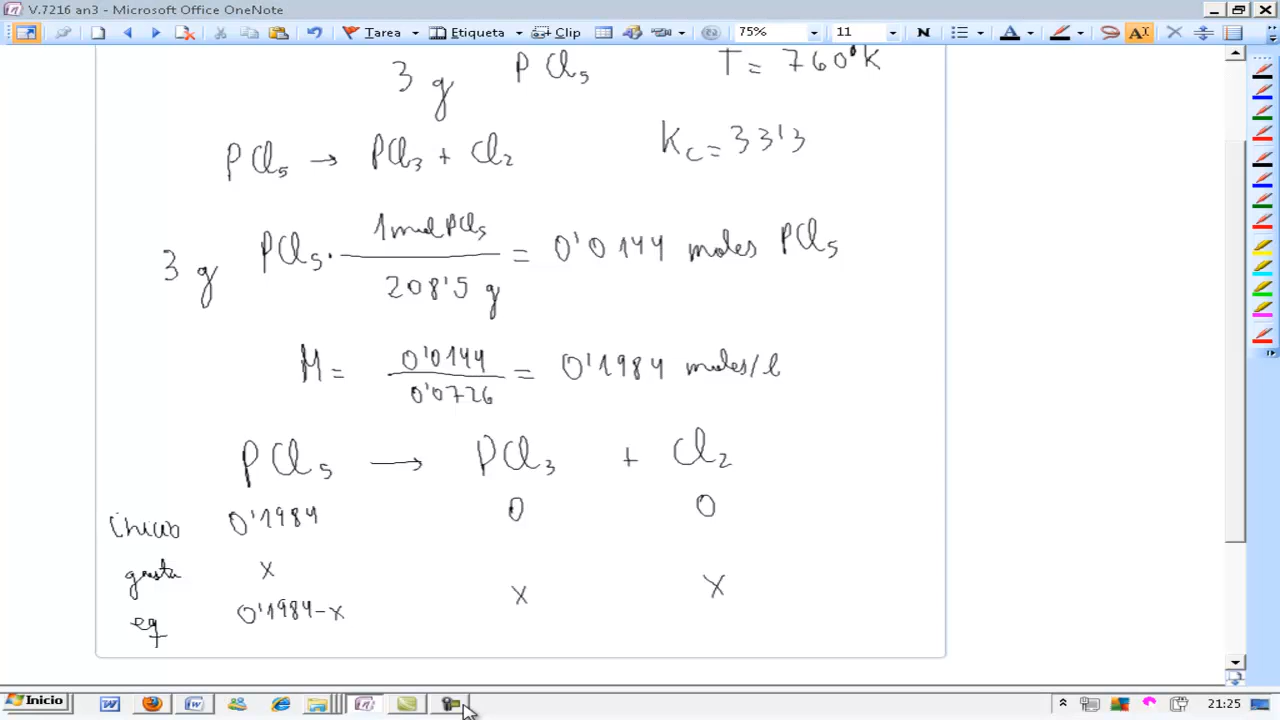 V.7216 an3 - Microsoft Office OneNote
Tarea Etiqueta Clip 75% 11 N A A
3 g PCl₅ T = 760°K
PCl₅ → PCl₃ + Cl₂ Kc = 33'3
1 mol PCl₅
3 g PCl₅ · = 0'0144 moles PCl₅
208'5 g
0'0144
M = = 0'1984 moles/l
0'0726
PCl₅ → PCl₃ + Cl₂
inicio 0'1984 0 0
gasta x
eq 0'1984-x x x
Inicio 21:25